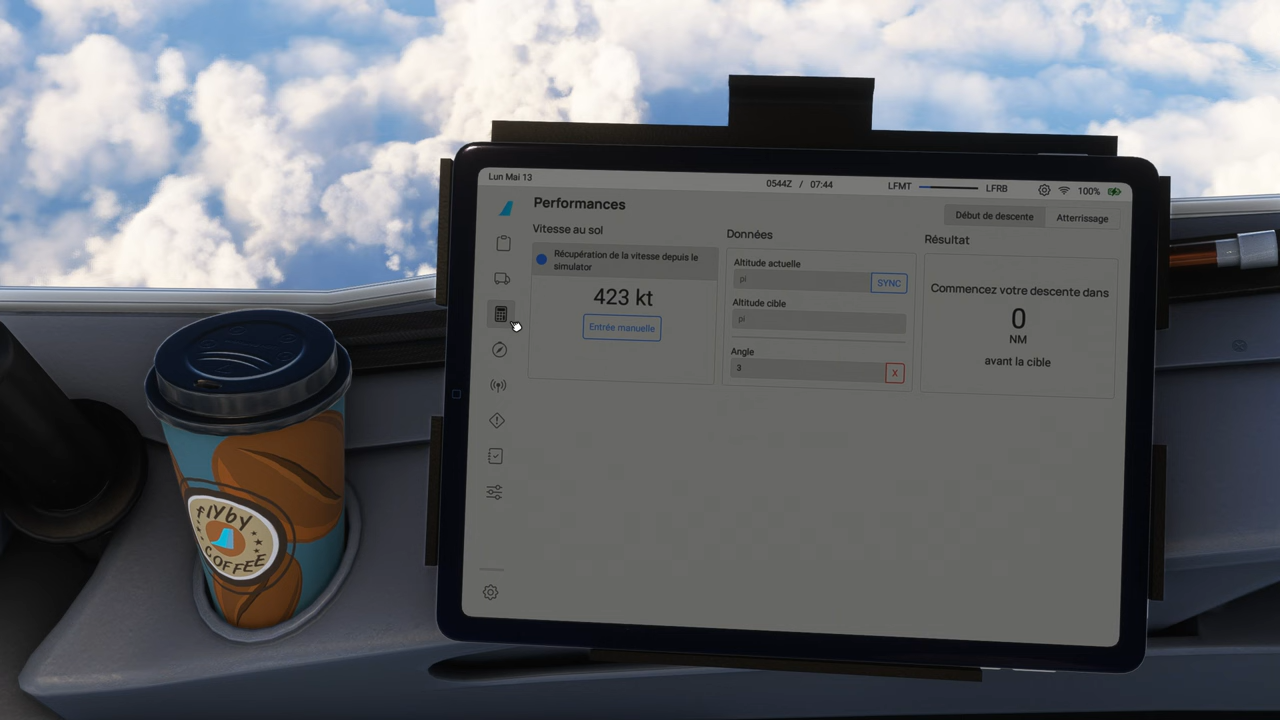 Lun Mai 13
0544Z / 07:44
LFMT
LFRB
100%
Performances
Début de descente
Atterrissage
Vitesse au sol
Récupération de la vitesse depuis le
simulator
423 kt
Entrée manuelle
Données
Altitude actuelle
pi
SYNC
Altitude cible
pi
Angle
3
X
Résultat
Commencez votre descente dans
0
NM
avant la cible
flyby
COFFEE